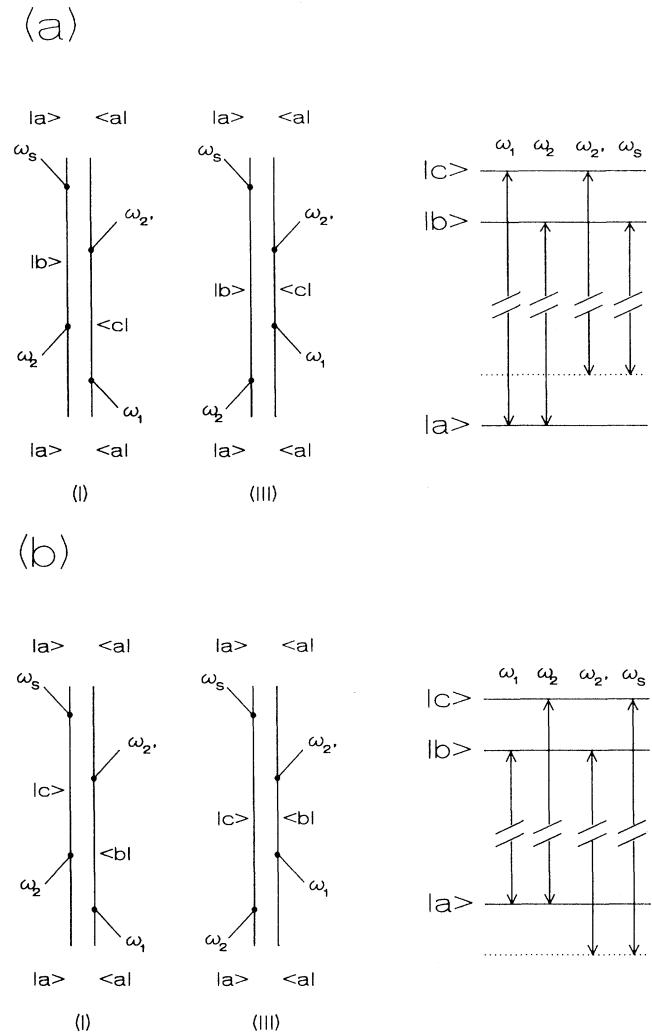 (a)
|a> <a| |a> <a|
ω_s ω_s ω_1 ω_2 ω_2' ω_s
|c>
ω_2' ω_2'
|b>
|b> |b> <c|
<c|
ω_2 ω_1
ω_1 ω_2
|a>
|a> <a| |a> <a|
(I) (III)
(b)
|a> <a| |a> <a|
ω_s ω_s ω_1 ω_2 ω_2' ω_s
|c>
ω_2' ω_2'
|b>
|c> |c> <b|
<b|
ω_2 ω_1
|a>
ω_1 ω_2
|a> <a| |a> <a|
(I) (III)